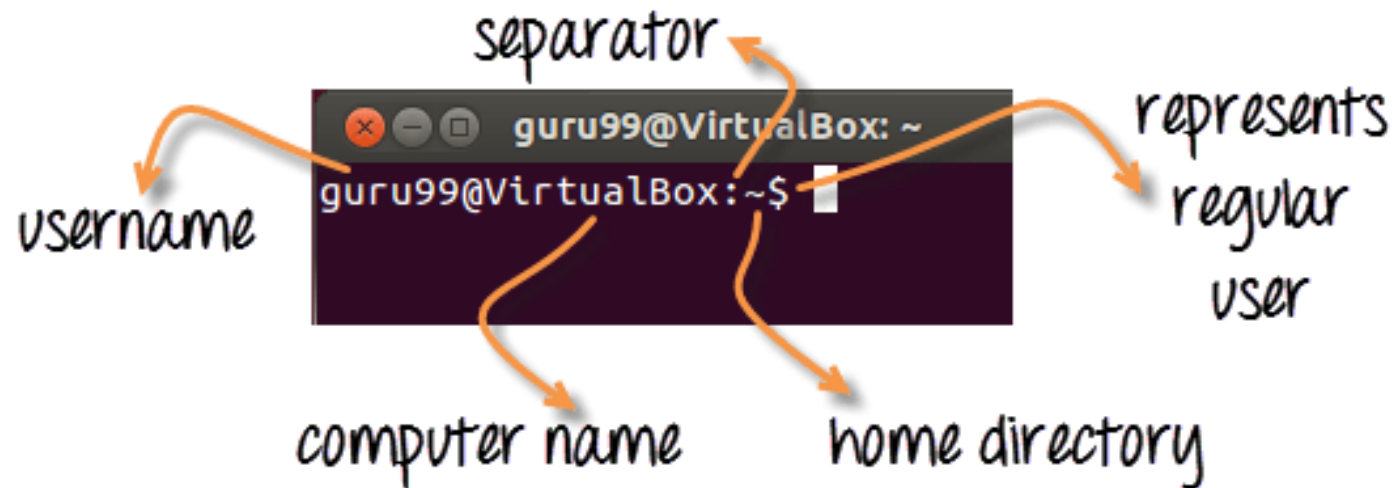 separator
guru99@VirtualBox: ~
guru99@VirtualBox:~$
username
represents
regular
user
computer name
home directory